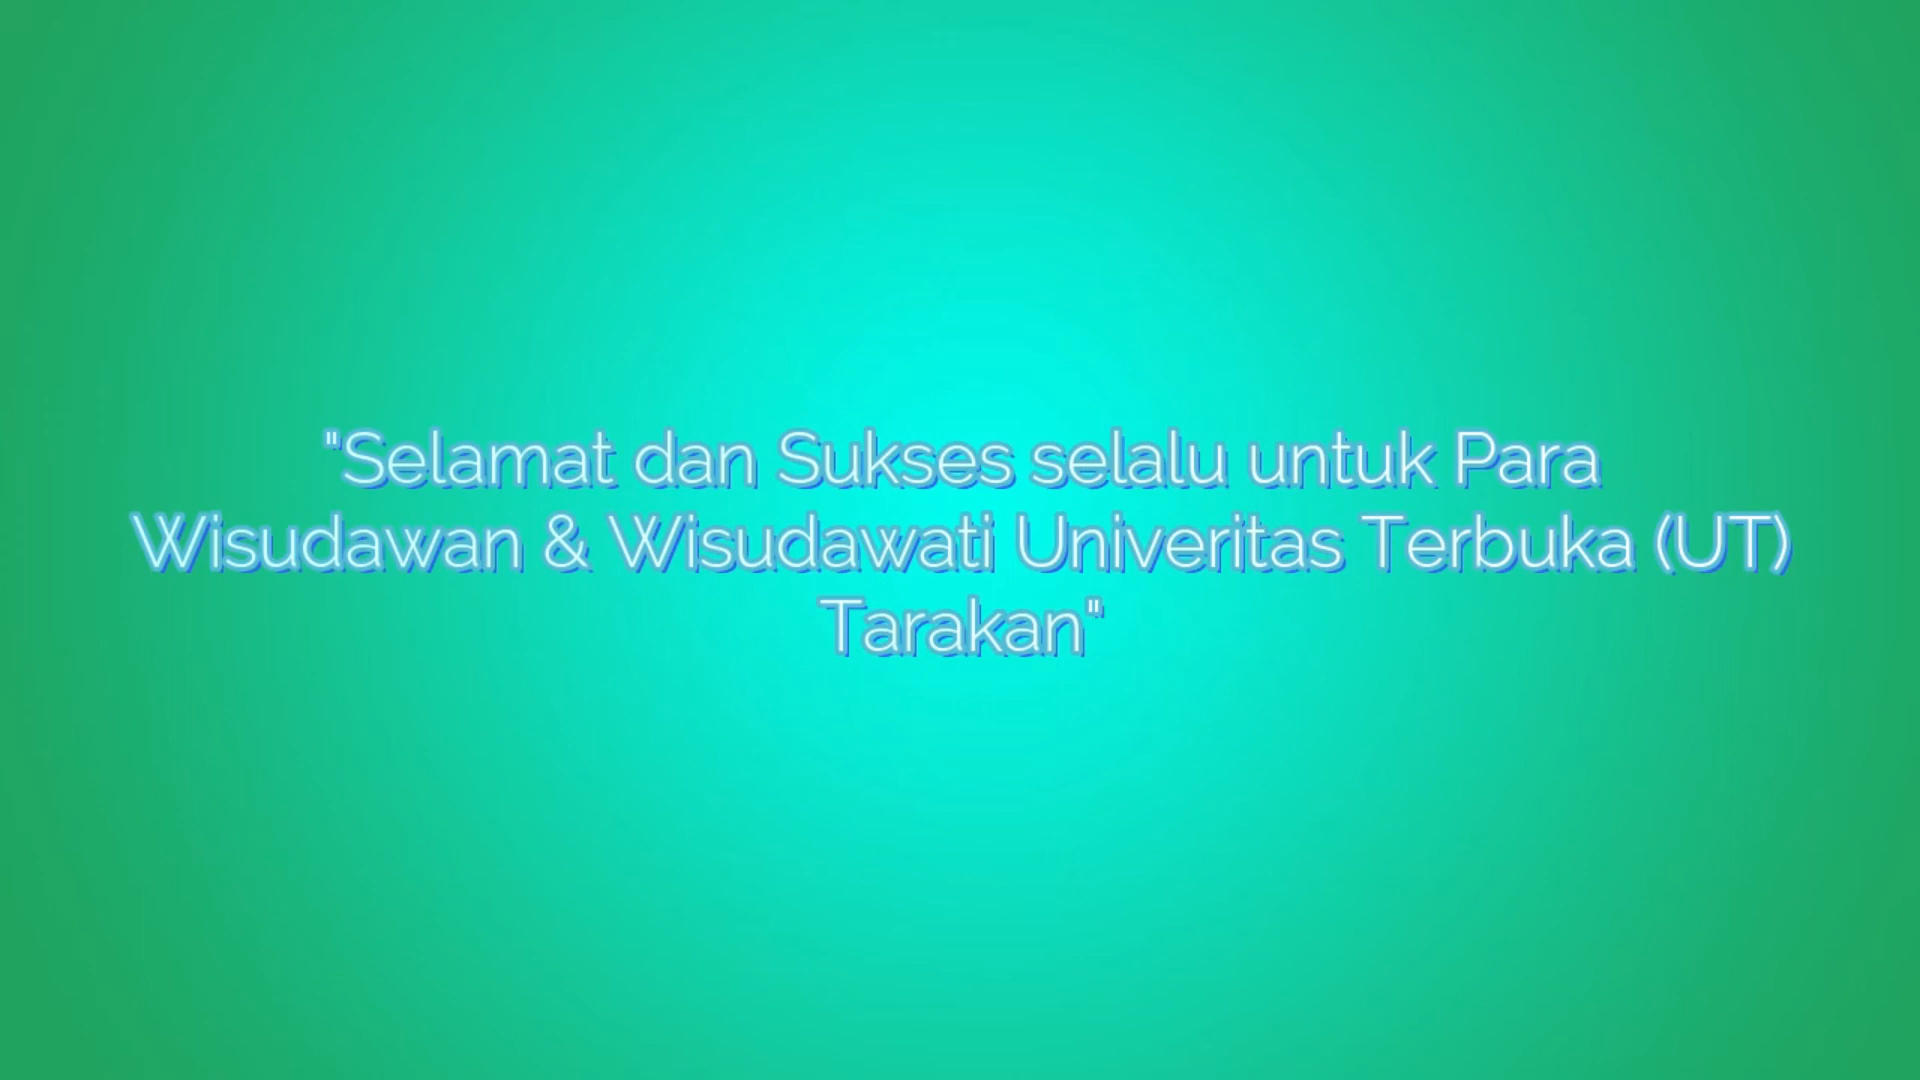 "Selamat dan Sukses selalu untuk Para
Wisudawan & Wisudawati Univeritas Terbuka (UT)
Tarakan"